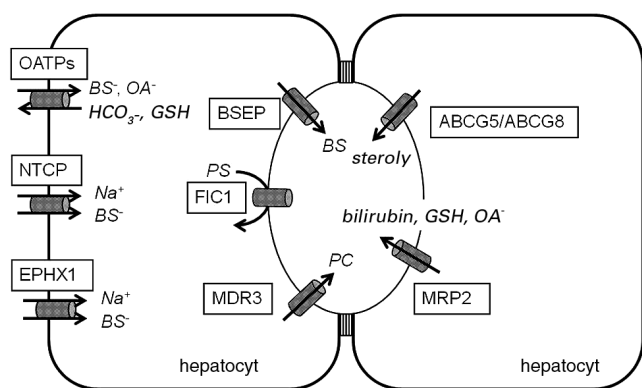 OATPs
BS⁻, OA⁻
HCO₃⁻, GSH
NTCP
Na⁺
BS⁻
EPHX1
Na⁺
BS⁻
BSEP
BS
steroly
ABCG5/ABCG8
PS
FIC1
bilirubin, GSH, OA⁻
PC
MDR3
MRP2
hepatocyt
hepatocyt